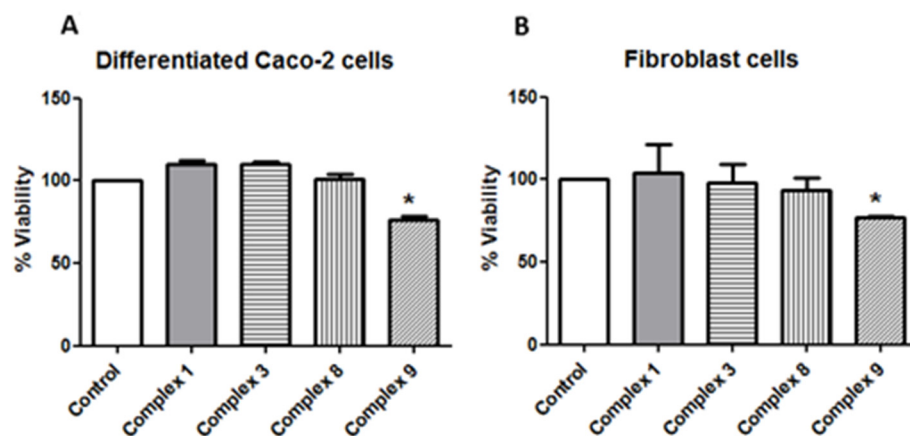 A
Differentiated Caco-2 cells
% Viability
150
100
50
0
*
Control
Complex 1
Complex 3
Complex 8
Complex 9
B
Fibroblast cells
% Viability
150
100
50
0
*
Control
Complex 1
Complex 3
Complex 8
Complex 9